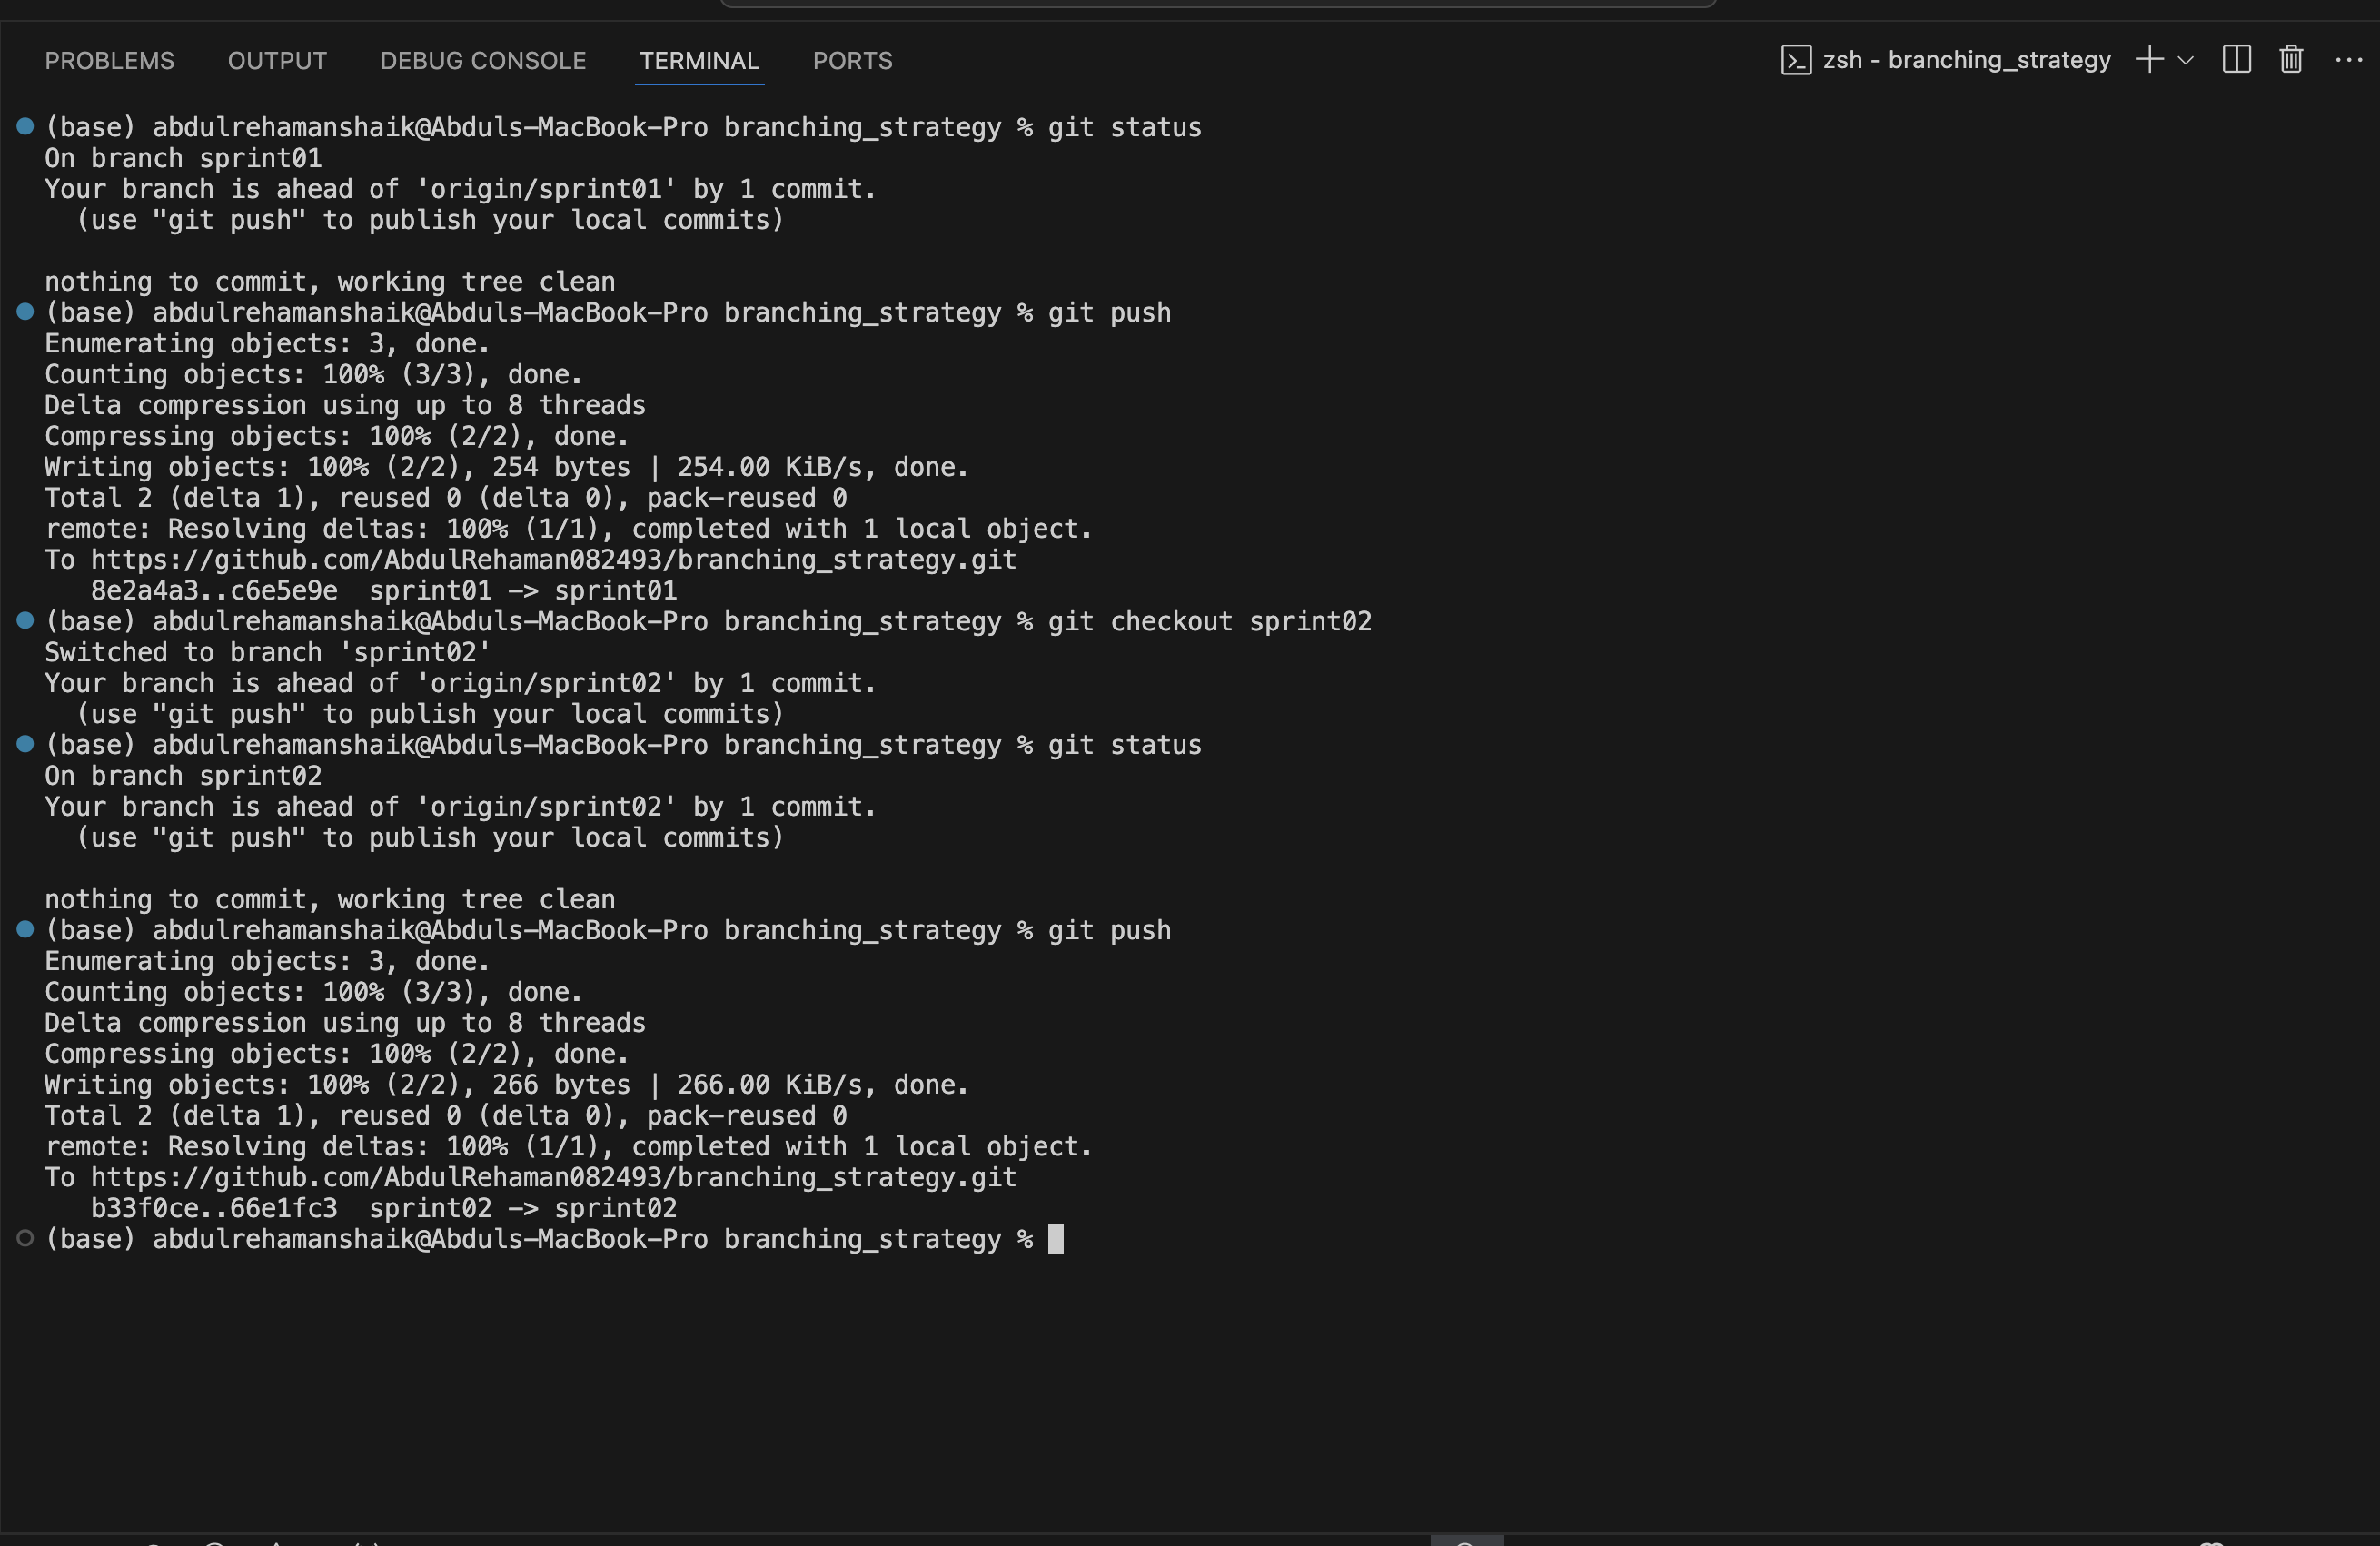 PROBLEMS OUTPUT DEBUG CONSOLE TERMINAL PORTS zsh - branching_strategy
(base) abdulrehamanshaik@Abduls-MacBook-Pro branching_strategy % git status
On branch sprint01
Your branch is ahead of 'origin/sprint01' by 1 commit.
  (use "git push" to publish your local commits)
nothing to commit, working tree clean
(base) abdulrehamanshaik@Abduls-MacBook-Pro branching_strategy % git push
Enumerating objects: 3, done.
Counting objects: 100% (3/3), done.
Delta compression using up to 8 threads
Compressing objects: 100% (2/2), done.
Writing objects: 100% (2/2), 254 bytes | 254.00 KiB/s, done.
Total 2 (delta 1), reused 0 (delta 0), pack-reused 0
remote: Resolving deltas: 100% (1/1), completed with 1 local object.
To https://github.com/AbdulRehaman082493/branching_strategy.git
   8e2a4a3..c6e5e9e  sprint01 -> sprint01
(base) abdulrehamanshaik@Abduls-MacBook-Pro branching_strategy % git checkout sprint02
Switched to branch 'sprint02'
Your branch is ahead of 'origin/sprint02' by 1 commit.
  (use "git push" to publish your local commits)
(base) abdulrehamanshaik@Abduls-MacBook-Pro branching_strategy % git status
On branch sprint02
Your branch is ahead of 'origin/sprint02' by 1 commit.
  (use "git push" to publish your local commits)
nothing to commit, working tree clean
(base) abdulrehamanshaik@Abduls-MacBook-Pro branching_strategy % git push
Enumerating objects: 3, done.
Counting objects: 100% (3/3), done.
Delta compression using up to 8 threads
Compressing objects: 100% (2/2), done.
Writing objects: 100% (2/2), 266 bytes | 266.00 KiB/s, done.
Total 2 (delta 1), reused 0 (delta 0), pack-reused 0
remote: Resolving deltas: 100% (1/1), completed with 1 local object.
To https://github.com/AbdulRehaman082493/branching_strategy.git
   b33f0ce..66e1fc3  sprint02 -> sprint02
(base) abdulrehamanshaik@Abduls-MacBook-Pro branching_strategy %